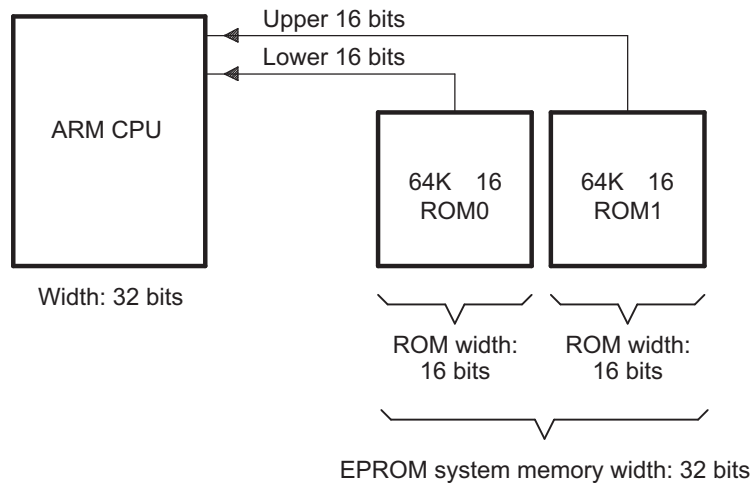 Upper 16 bits
Lower 16 bits
ARM CPU
64K 16
ROM0
64K 16
ROM1
Width: 32 bits
ROM width:
16 bits
ROM width:
16 bits
EPROM system memory width: 32 bits